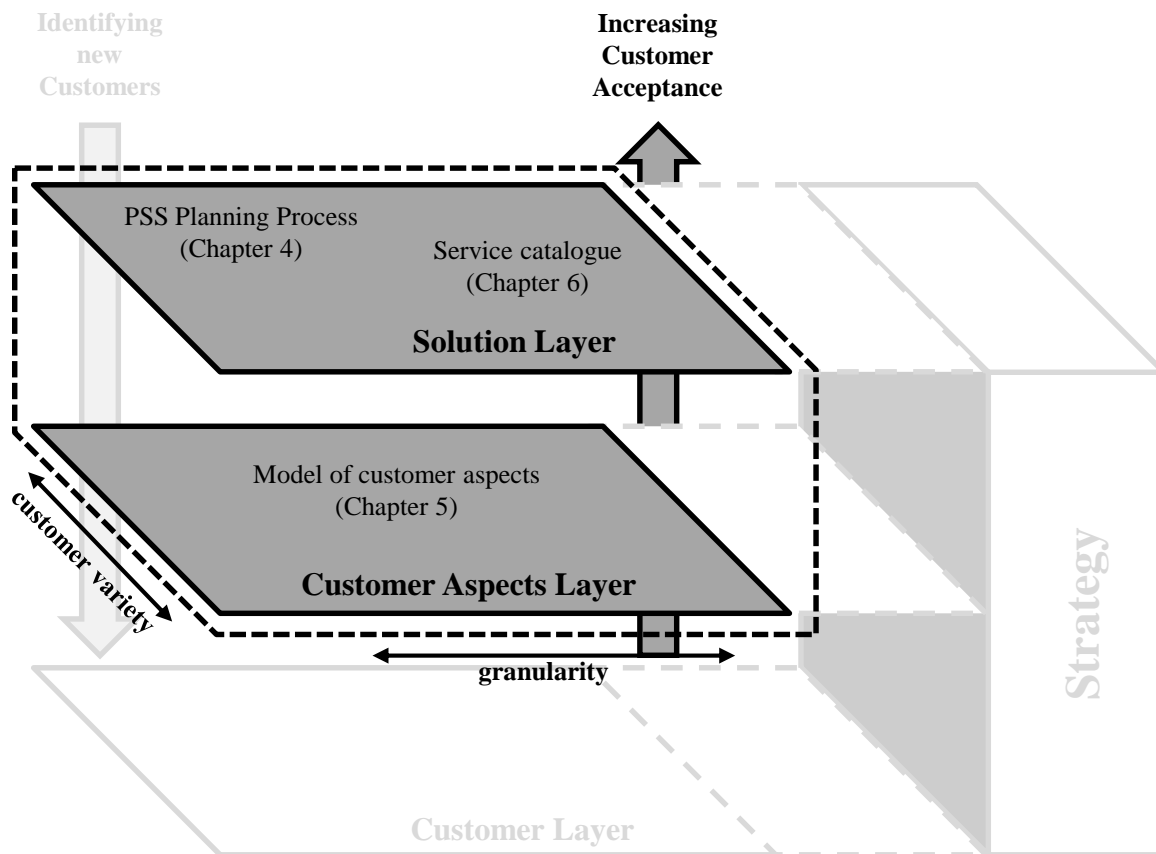 Identifying
new
Customers
Increasing
Customer
Acceptance
PSS Planning Process
(Chapter 4)
Service catalogue
(Chapter 6)
Solution Layer
Model of customer aspects
(Chapter 5)
Customer Aspects Layer
customer variety
granularity
Strategy
Customer Layer